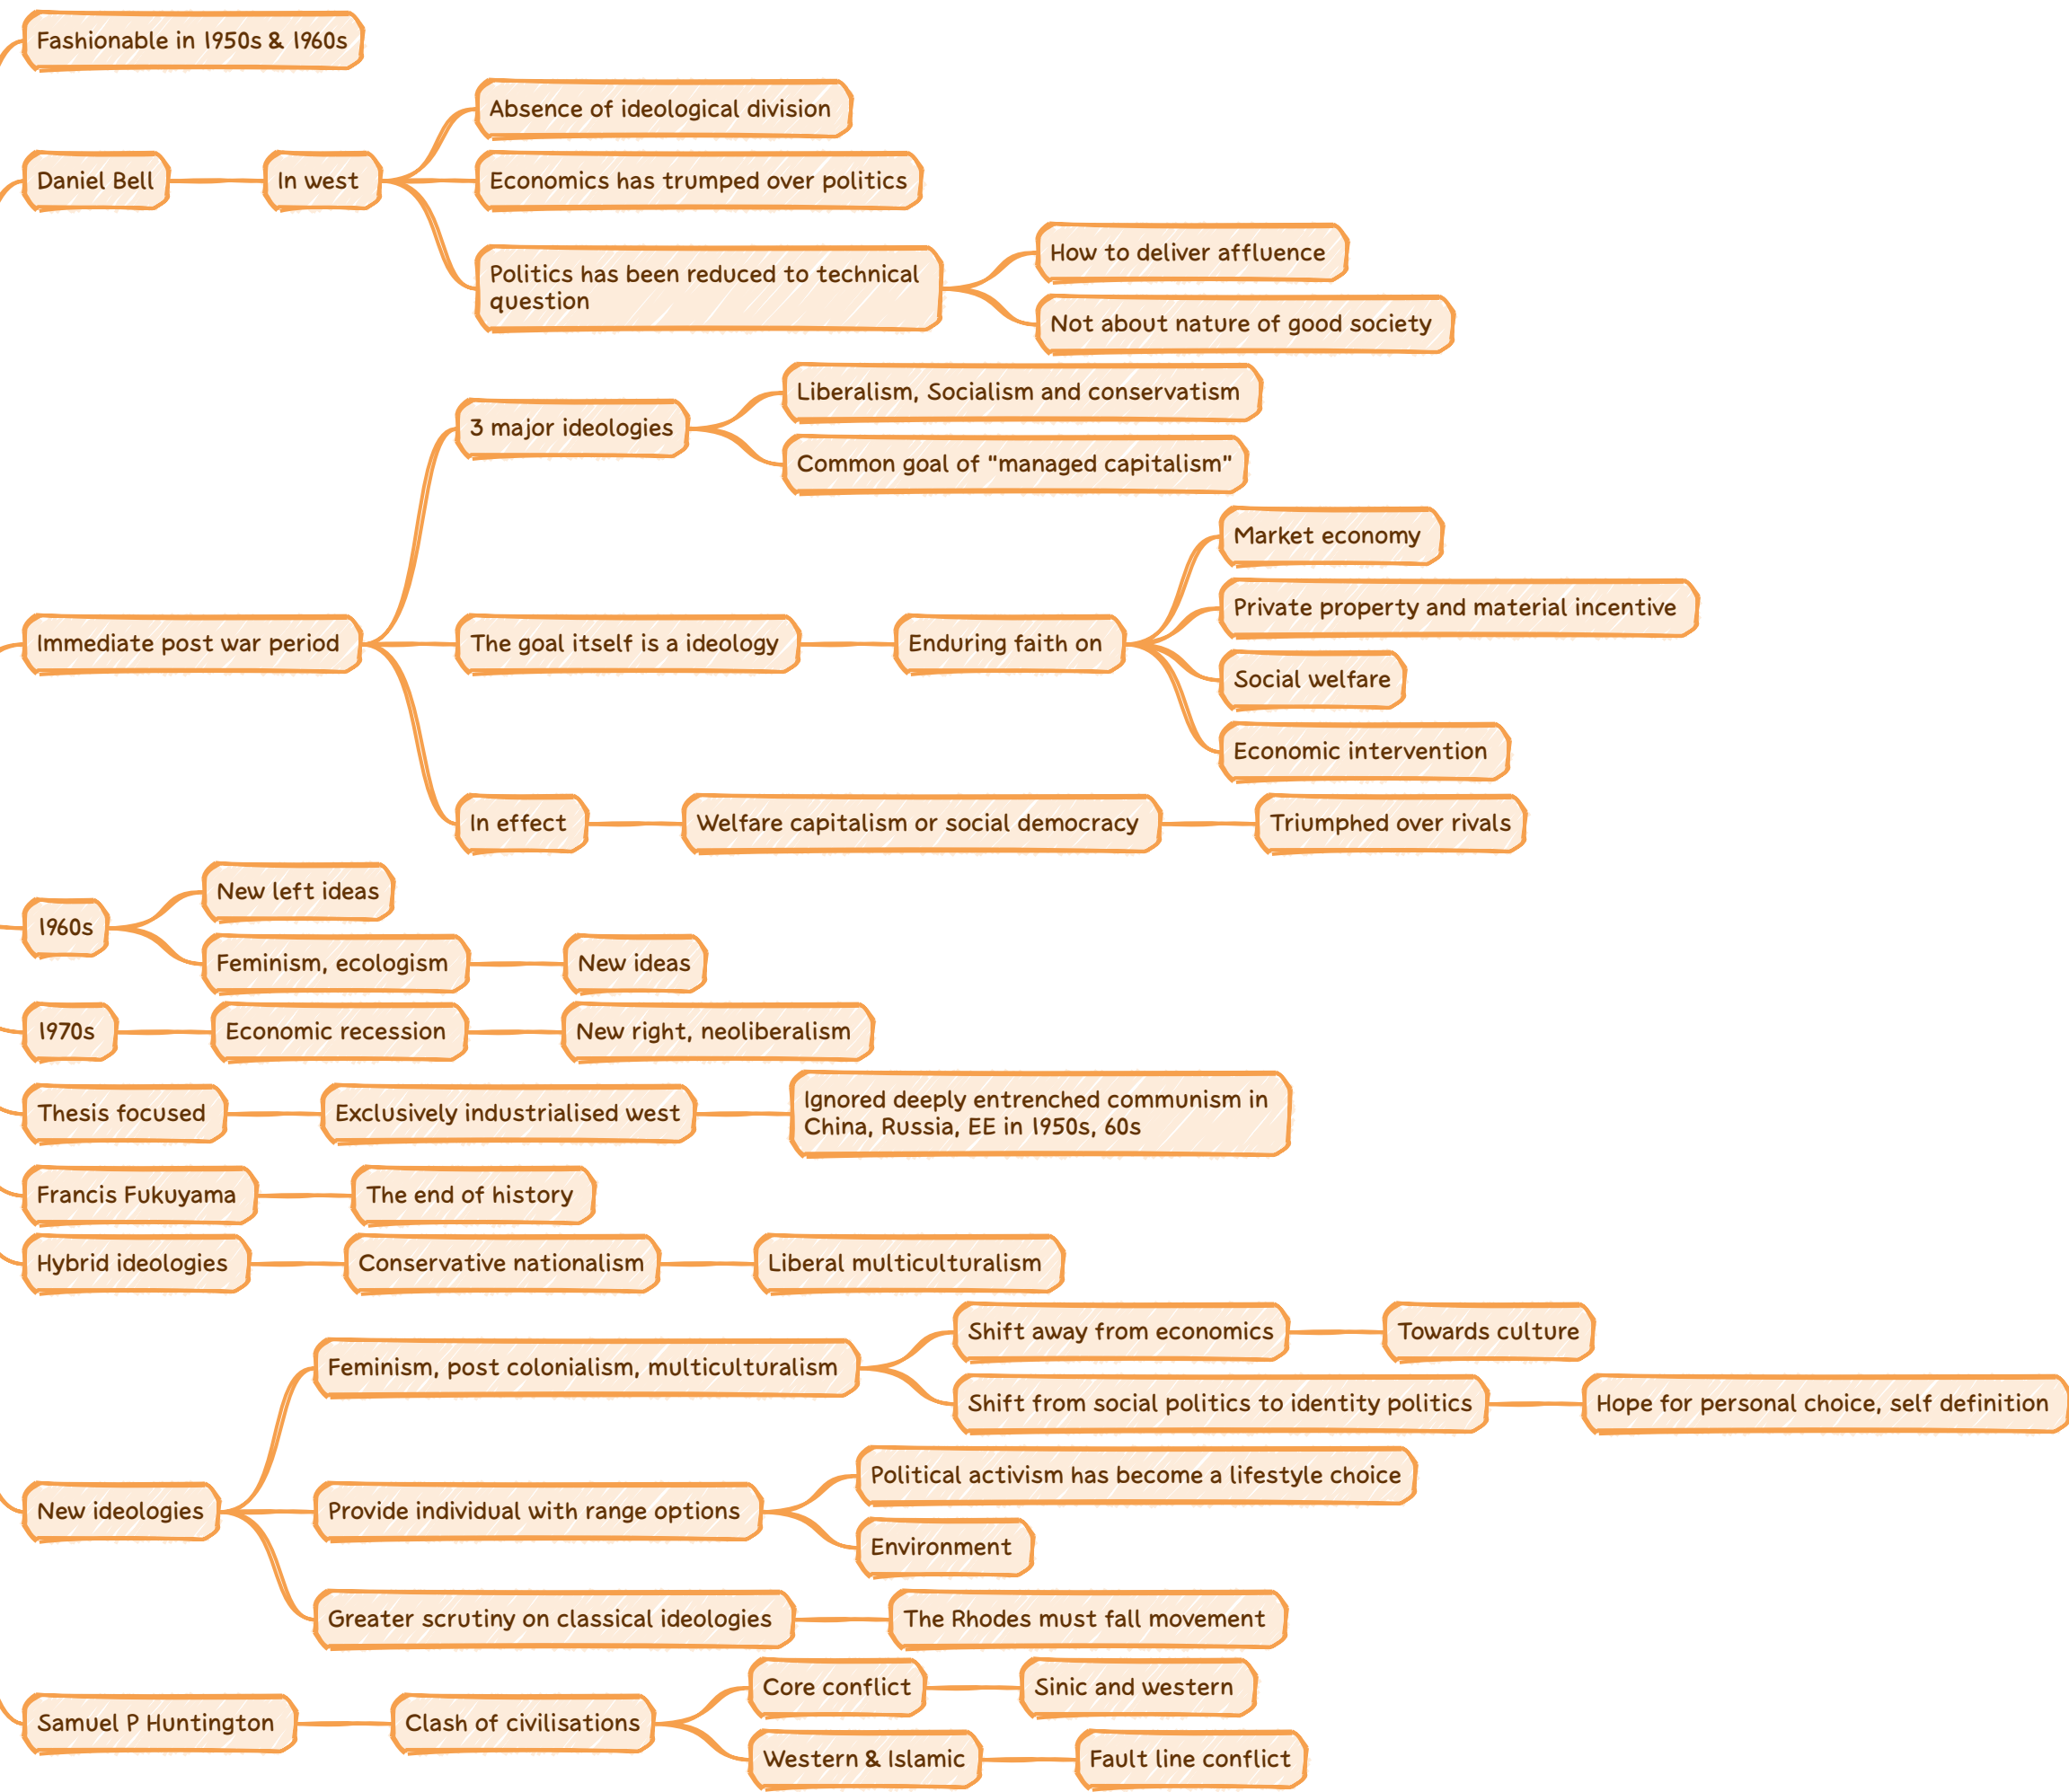 Fashionable in 1950s & 1960s
Daniel Bell
In west
Absence of ideological division
Economics has trumped over politics
Politics has been reduced to technical
question
How to deliver affluence
Not about nature of good society
Immediate post war period
3 major ideologies
Liberalism, Socialism and conservatism
Common goal of "managed capitalism"
The goal itself is a ideology
Enduring faith on
Market economy
Private property and material incentive
Social welfare
Economic intervention
In effect
Welfare capitalism or social democracy
Triumphed over rivals
1960s
New left ideas
Feminism, ecologism
New ideas
1970s
Economic recession
New right, neoliberalism
Thesis focused
Exclusively industrialised west
Ignored deeply entrenched communism in
China, Russia, EE in 1950s, 60s
Francis Fukuyama
The end of history
Hybrid ideologies
Conservative nationalism
Liberal multiculturalism
New ideologies
Feminism, post colonialism, multiculturalism
Shift away from economics
Towards culture
Shift from social politics to identity politics
Hope for personal choice, self definition
Provide individual with range options
Political activism has become a lifestyle choice
Environment
Greater scrutiny on classical ideologies
The Rhodes must fall movement
Samuel P Huntington
Clash of civilisations
Core conflict
Sinic and western
Western & Islamic
Fault line conflict